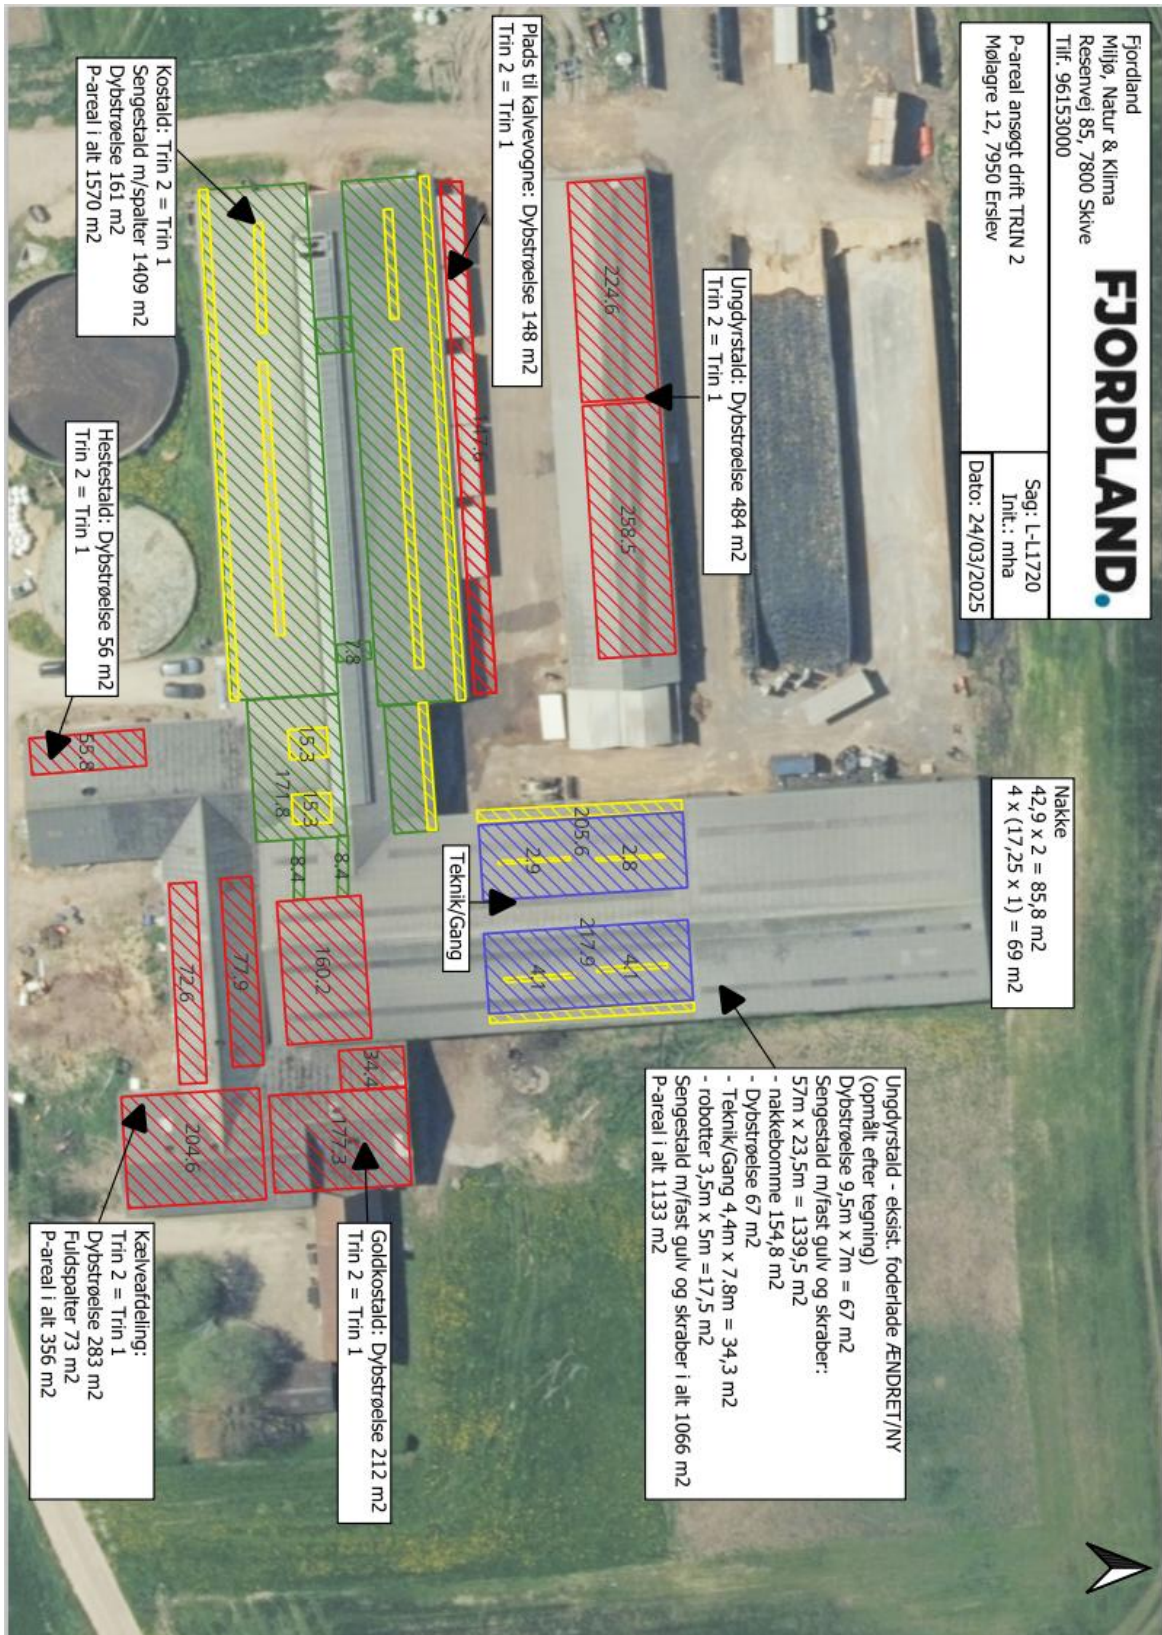 Fjordland
Miljø, Natur & Klima
Resenvej 85, 7800 Skive
Tlf. 96153000
FJORDLAND.
P-areal ansøgt drift TRIN 2
Mølagre 12, 7950 Erslev
Sag: L-L1720
Init.: mha
Dato: 24/03/2025
Nakke
42,9 x 2 = 85,8 m2
4 x (17,25 x 1) = 69 m2
Ungdyrstald - eksist. foderlade ÆNDRET/NY
(opmålt efter tegning)
Dybstrøelse 9,5m x 7m = 67 m2
Sengestald m/fast gulv og skraber:
57m x 23,5m = 1339,5 m2
- nakkebomme 154,8 m2
- Dybstrøelse 67 m2
- Teknik/Gang 4,4m x 7.8m = 34,3 m2
- robotter 3,5m x 5m =17,5 m2
Sengestald m/fast gulv og skraber i alt 1066 m2
P-areal i alt 1133 m2
Ungdyrstald: Dybstrøelse 484 m2
Trin 2 = Trin 1
224.6
258.5
Plads til kalvevogne: Dybstrøelse 148 m2
Trin 2 = Trin 1
147.6
205.6
2.8
2.9
217.9
4.1
4.1
Teknik/Gang
Kostald: Trin 2 = Trin 1
Sengestald m/spalter 1409 m2
Dybstrøelse 161 m2
P-areal i alt 1570 m2
7.8
15.3
15.3
171.8
8.4
8.4
160.2
34.4
177.3
77.9
72.6
204.6
Goldkostald: Dybstrøelse 212 m2
Trin 2 = Trin 1
Hestestald: Dybstrøelse 56 m2
Trin 2 = Trin 1
55.8
Kælveafdeling:
Trin 2 = Trin 1
Dybstrøelse 283 m2
Fuldspalter 73 m2
P-areal i alt 356 m2